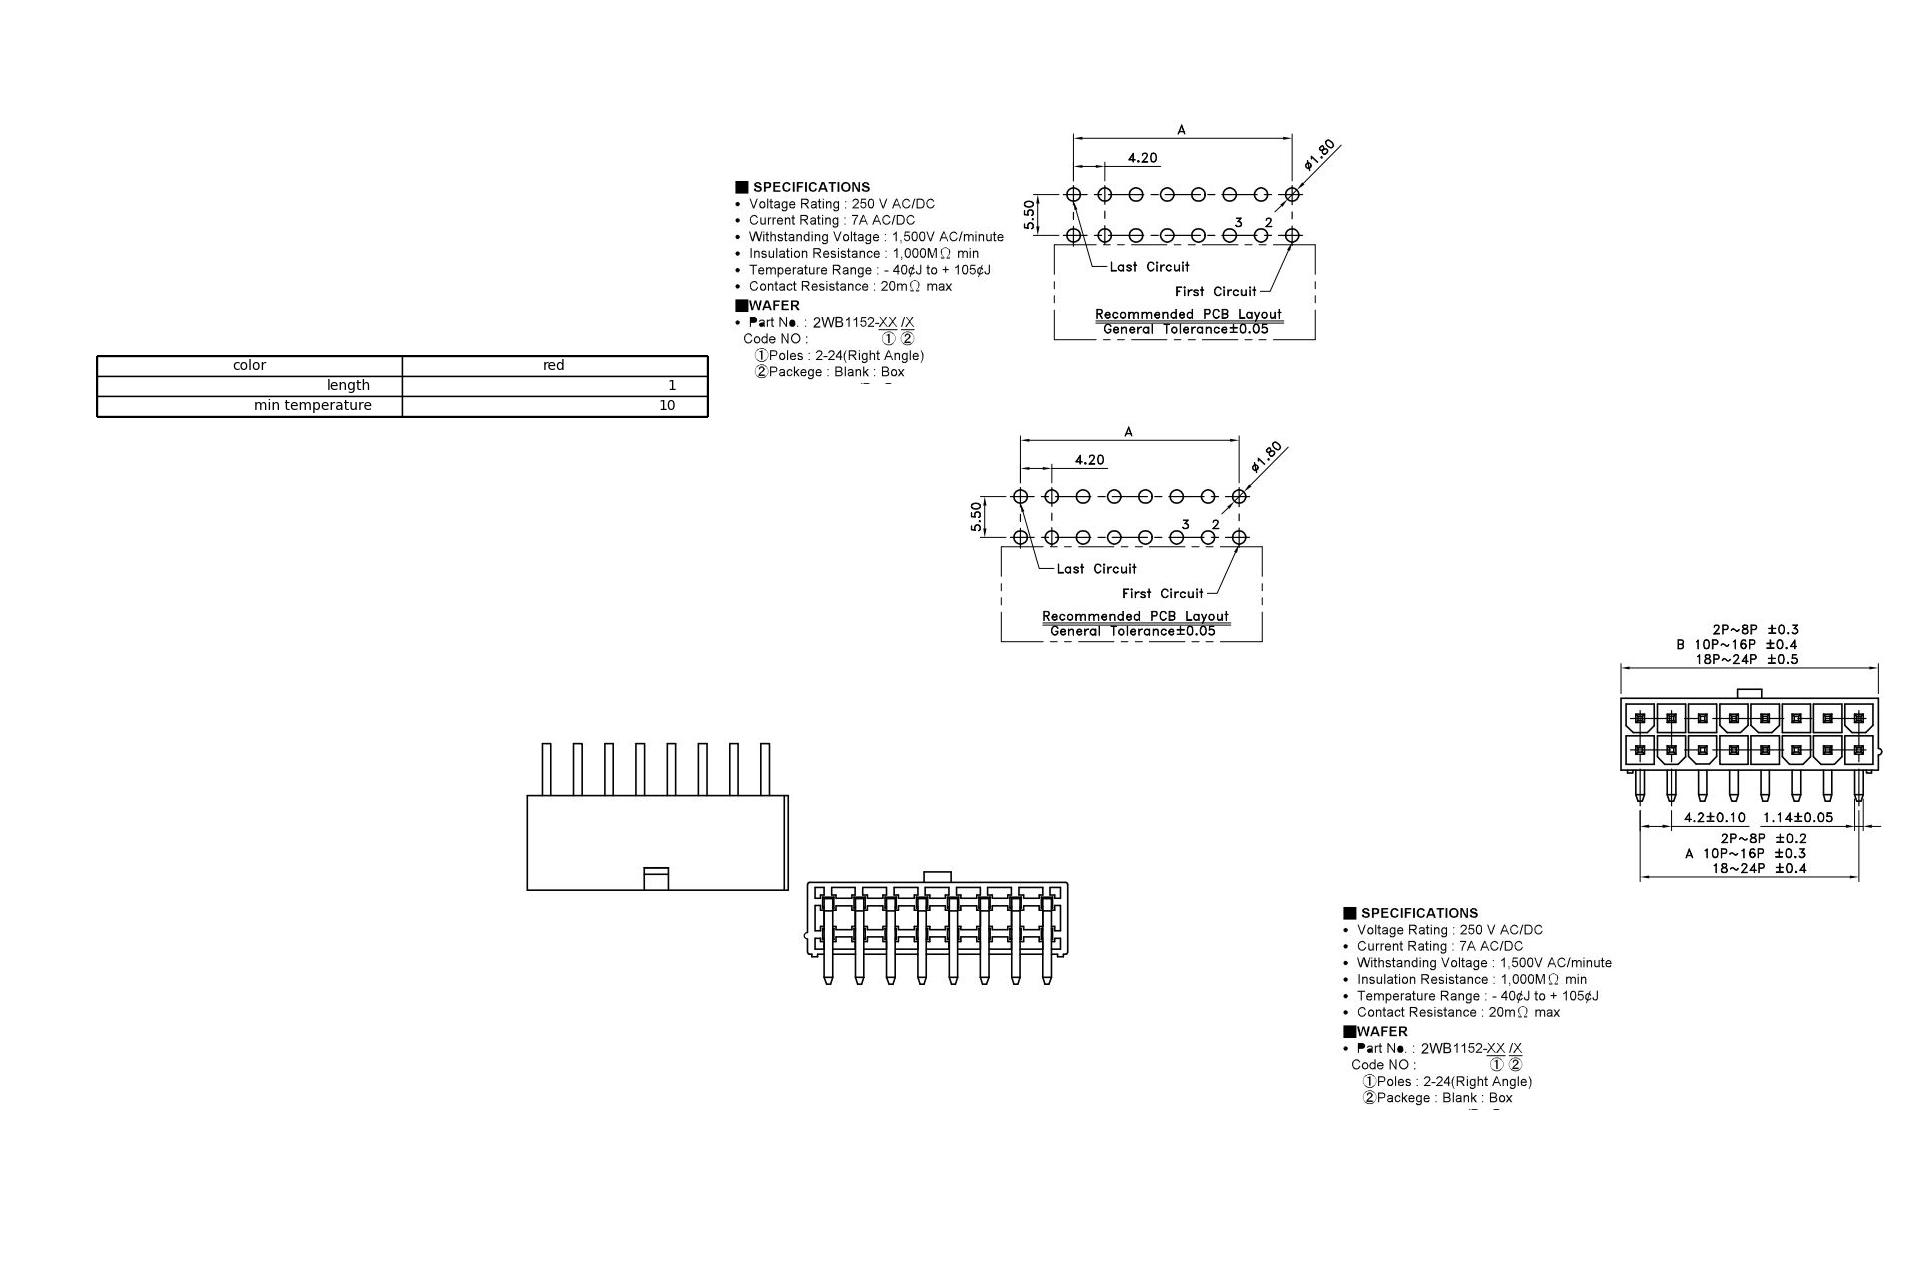 A
4.20
ø1.80
5.50
3 2
Last Circuit
First Circuit
Recommended PCB Layout
General Tolerance±0.05
■ SPECIFICATIONS
• Voltage Rating : 250 V AC/DC
• Current Rating : 7A AC/DC
• Withstanding Voltage : 1,500V AC/minute
• Insulation Resistance : 1,000MΩ min
• Temperature Range : - 40¢J to + 105¢J
• Contact Resistance : 20mΩ max
■WAFER
• Part No. : 2WB1152-XX /X
Code NO : ① ②
①Poles : 2-24(Right Angle)
②Packege : Blank : Box
color red
length 1
min temperature 10
A
4.20
ø1.80
5.50
3 2
Last Circuit
First Circuit
Recommended PCB Layout
General Tolerance±0.05
2P~8P ±0.3
B 10P~16P ±0.4
18P~24P ±0.5
4.2±0.10 1.14±0.05
2P~8P ±0.2
A 10P~16P ±0.3
18~24P ±0.4
■ SPECIFICATIONS
• Voltage Rating : 250 V AC/DC
• Current Rating : 7A AC/DC
• Withstanding Voltage : 1,500V AC/minute
• Insulation Resistance : 1,000MΩ min
• Temperature Range : - 40¢J to + 105¢J
• Contact Resistance : 20mΩ max
■WAFER
• Part No. : 2WB1152-XX /X
Code NO : ① ②
①Poles : 2-24(Right Angle)
②Packege : Blank : Box